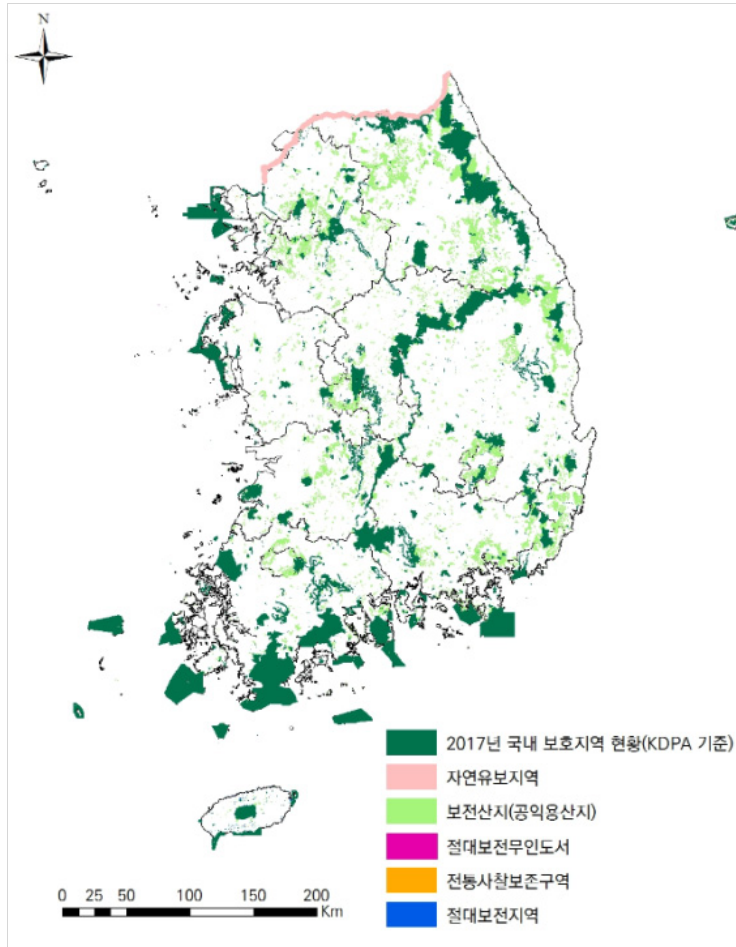 N
2017년 국내 보호지역 현황(KDPA 기준)
자연유보지역
보전산지(공익용산지)
절대보전무인도서
전통사찰보존구역
절대보전지역
0 25 50 100 150 200
Km